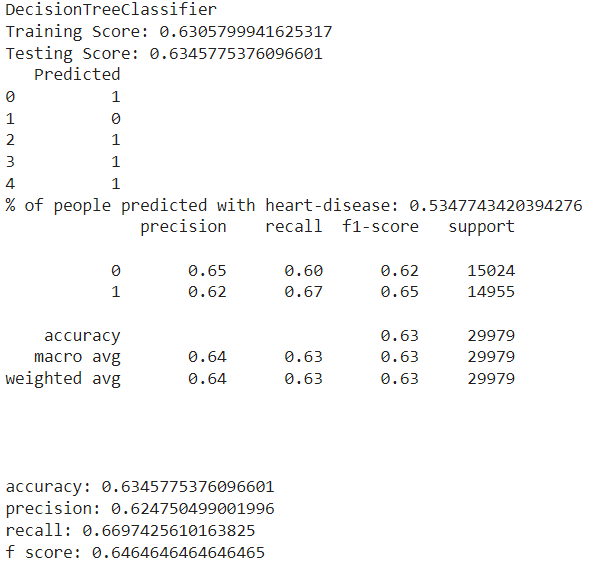 DecisionTreeClassifier
Training Score: 0.6305799941625317
Testing Score: 0.6345775376096601
Predicted
0 1
1 0
2 1
3 1
4 1
% of people predicted with heart-disease: 0.5347743420394276
precision recall f1-score support
0 0.65 0.60 0.62 15024
1 0.62 0.67 0.65 14955
accuracy 0.63 29979
macro avg 0.64 0.63 0.63 29979
weighted avg 0.64 0.63 0.63 29979
accuracy: 0.6345775376096601
precision: 0.624750499001996
recall: 0.6697425610163825
f score: 0.6464646464646465